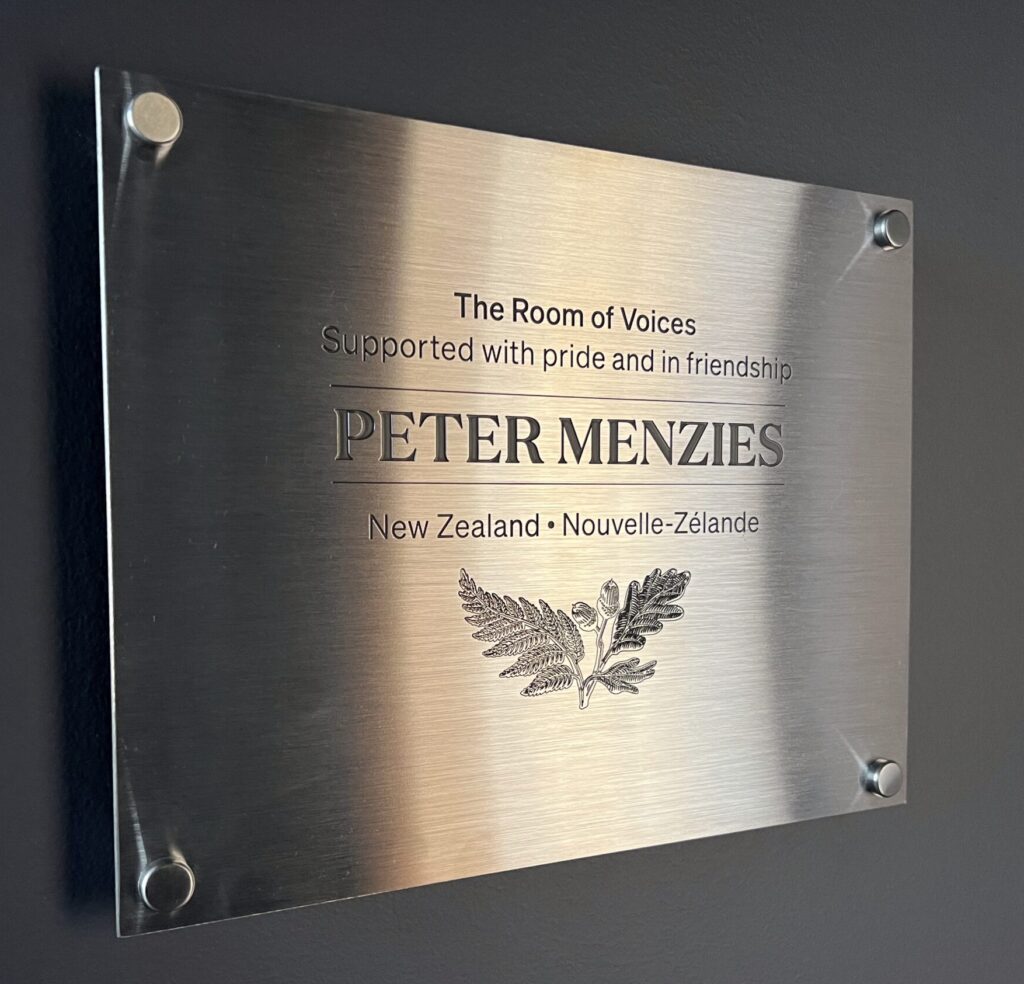 The Room of Voices
Supported with pride and in friendship
PETER MENZIES
New Zealand • Nouvelle-Zélande